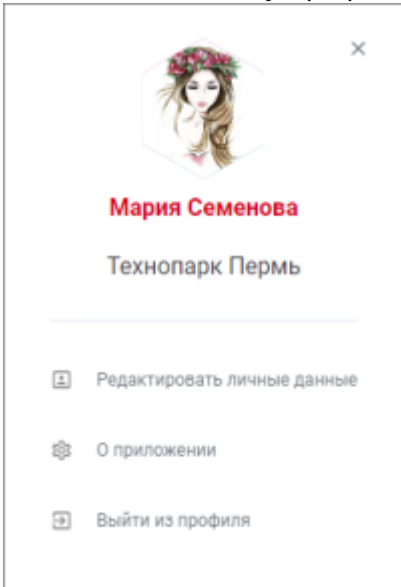 Мария Семенова
Технопарк Пермь
Редактировать личные данные
О приложении
Выйти из профиля